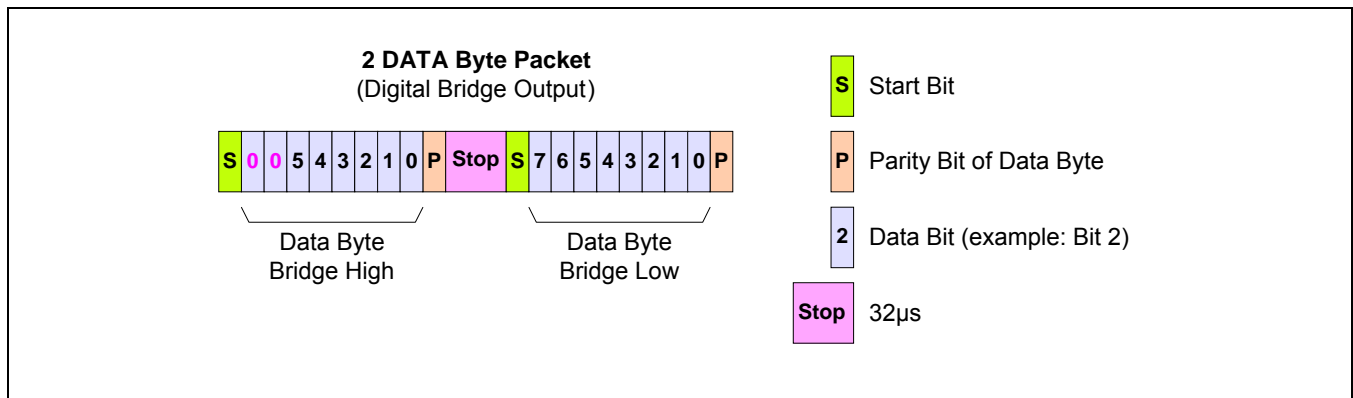 2 DATA Byte Packet
(Digital Bridge Output)
S 0 0 5 4 3 2 1 0 P Stop S 7 6 5 4 3 2 1 0 P
Data Byte
Bridge High
Data Byte
Bridge Low
S Start Bit
P Parity Bit of Data Byte
2 Data Bit (example: Bit 2)
Stop 32µs